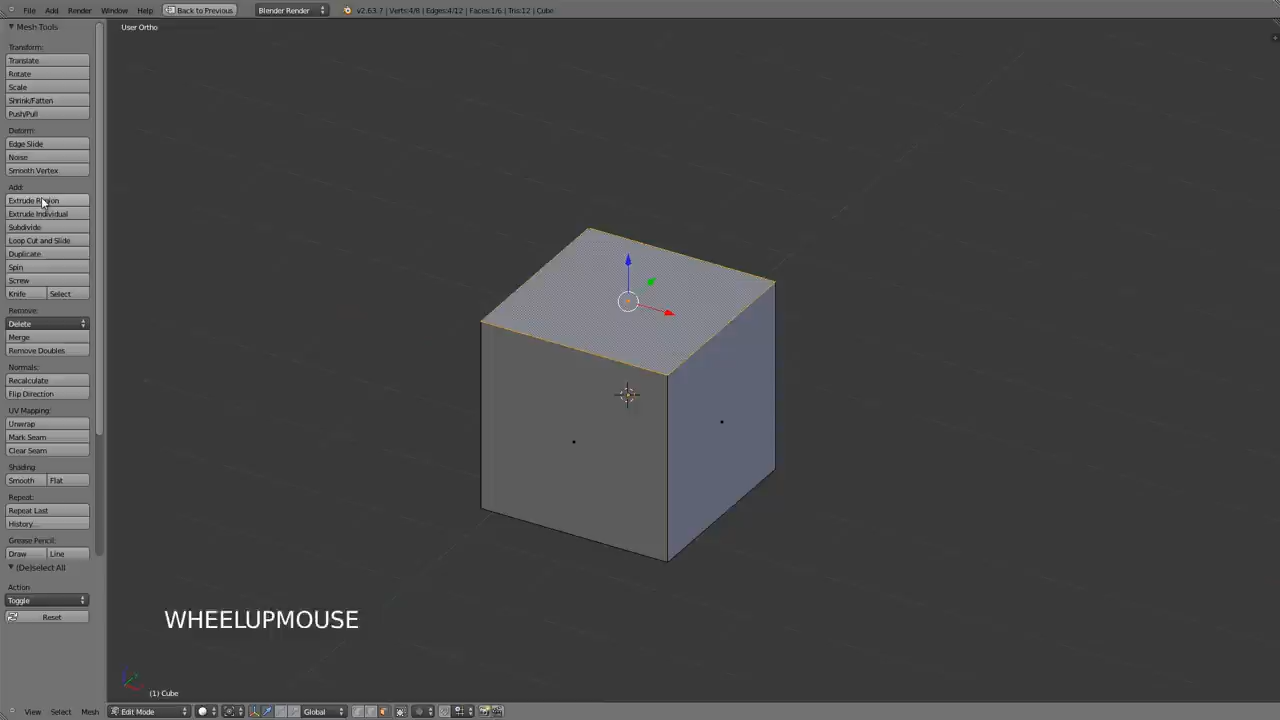 File Add Render Window Help Back to Previous Blender Render v2.63.7 | Verts:4/8 | Edges:4/12 | Faces:1/6 | Tris:12 | Cube
Mesh Tools
User Ortho
Transform:
Translate
Rotate
Scale
Shrink/Fatten
Push/Pull
Deform:
Edge Slide
Noise
Smooth Vertex
Add:
Extrude Region
Extrude Individual
Subdivide
Loop Cut and Slide
Duplicate
Spin
Screw
Knife Select
Remove:
Delete
Merge
Remove Doubles
Normals:
Recalculate
Flip Direction
UV Mapping:
Unwrap
Mark Seam
Clear Seam
Shading
Smooth Flat
Repeat:
Repeat Last
History...
Grease Pencil:
Draw Line
(De)select All
Action
Toggle
Reset
WHEELUPMOUSE
(1) Cube
View Select Mesh Edit Mode Global